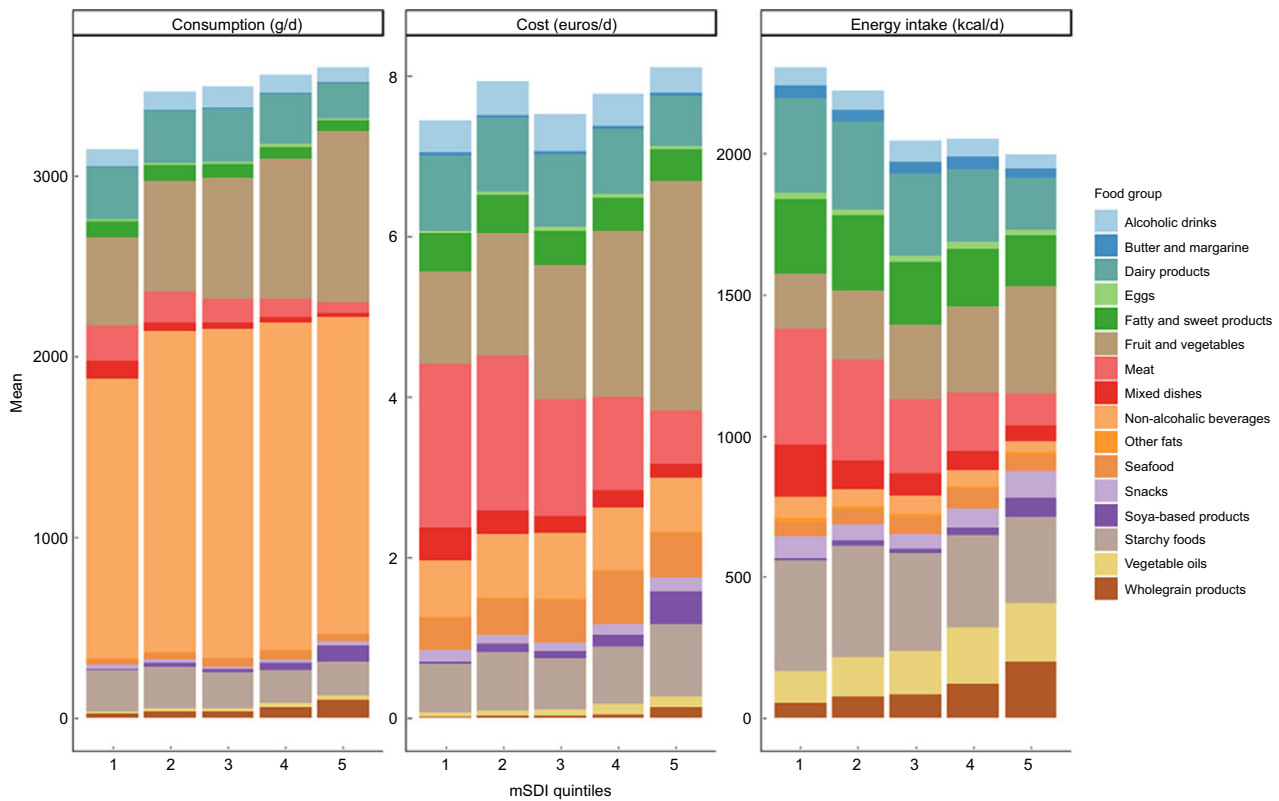 Consumption (g/d)
Cost (euros/d)
Energy intake (kcal/d)
Mean
3000
2000
1000
0
8
6
4
2
0
2000
1500
1000
500
0
1 2 3 4 5
1 2 3 4 5
1 2 3 4 5
mSDI quintiles
Food group
Alcoholic drinks
Butter and margarine
Dairy products
Eggs
Fatty and sweet products
Fruit and vegetables
Meat
Mixed dishes
Non-alcohalic beverages
Other fats
Seafood
Snacks
Soya-based products
Starchy foods
Vegetable oils
Wholegrain products